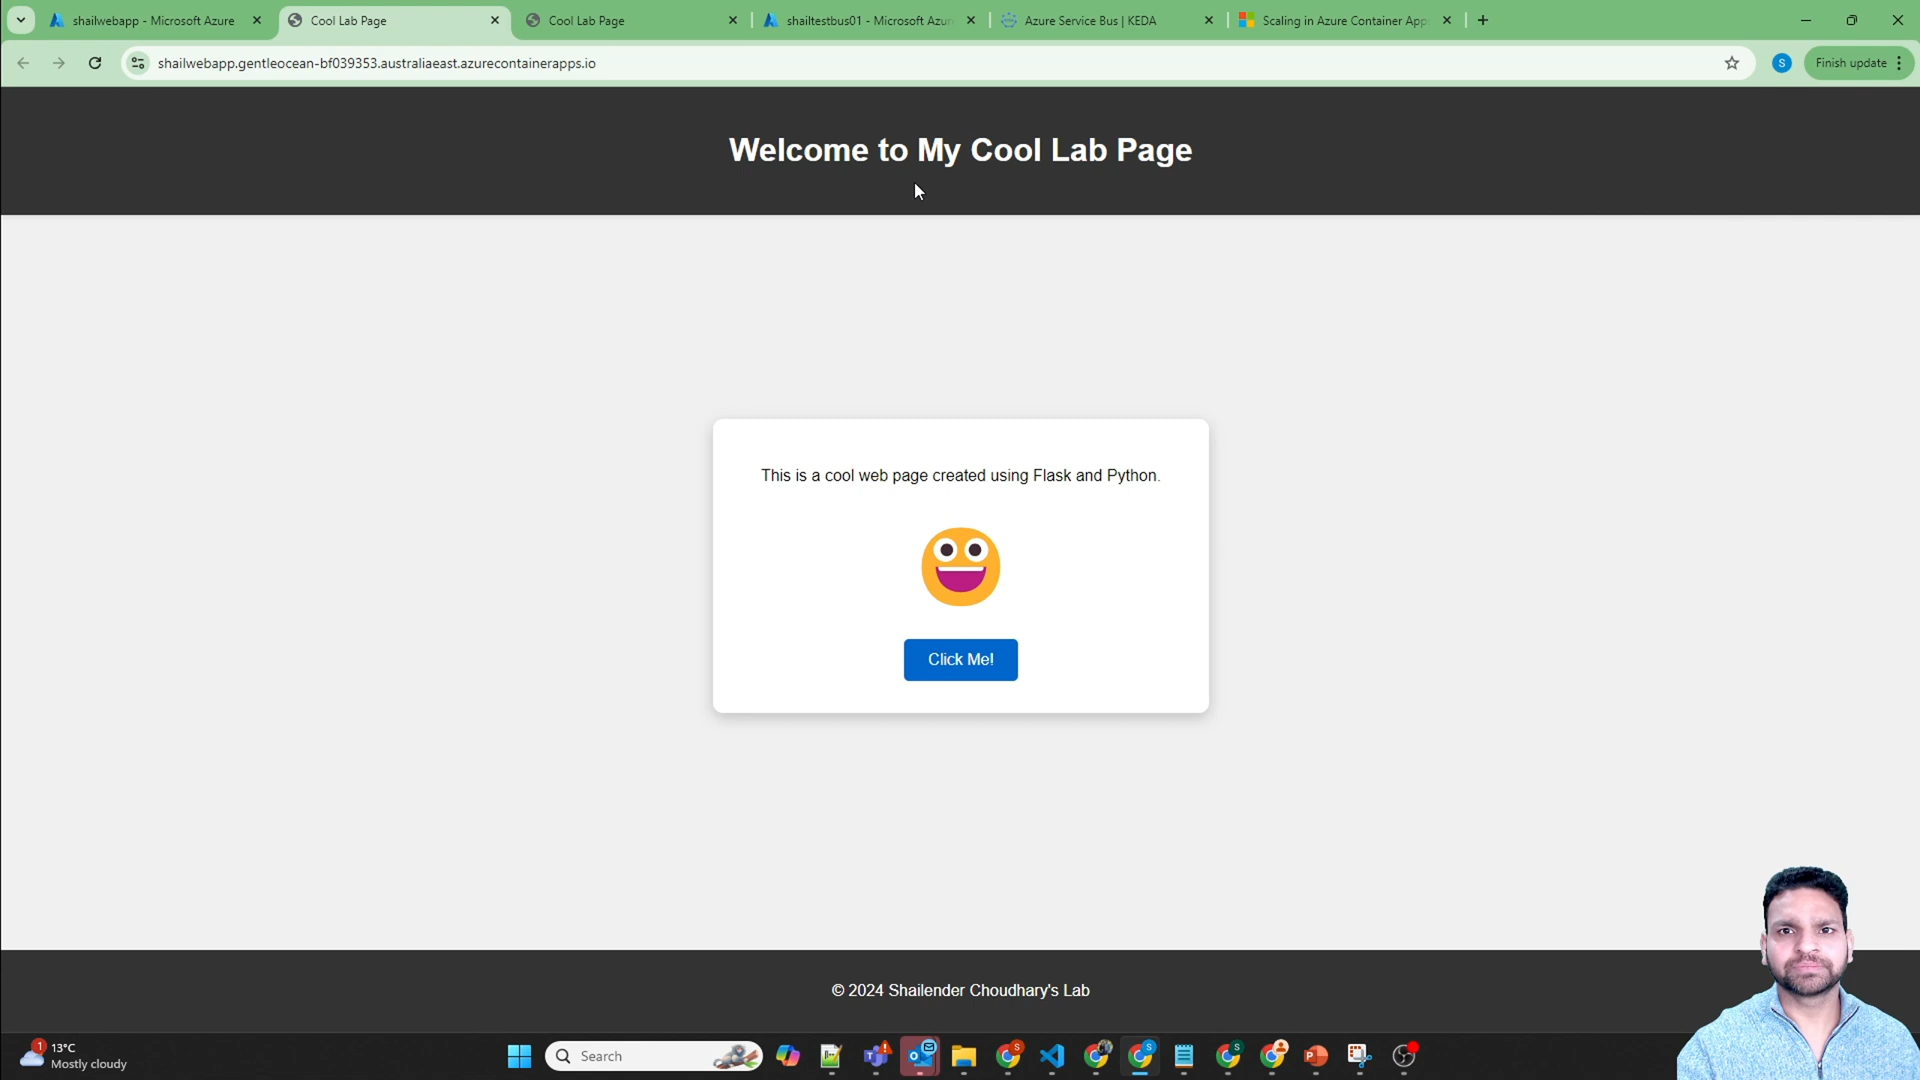 shailwebapp - Microsoft Azure
Cool Lab Page
Cool Lab Page
shailtestbus01 - Microsoft Azur
Azure Service Bus | KEDA
Scaling in Azure Container App
shailwebapp.gentleocean-bf039353.australiaeast.azurecontainerapps.io
S
Finish update
Welcome to My Cool Lab Page
This is a cool web page created using Flask and Python.
Click Me!
© 2024 Shailender Choudhary's Lab
1
13°C
Mostly cloudy
Search